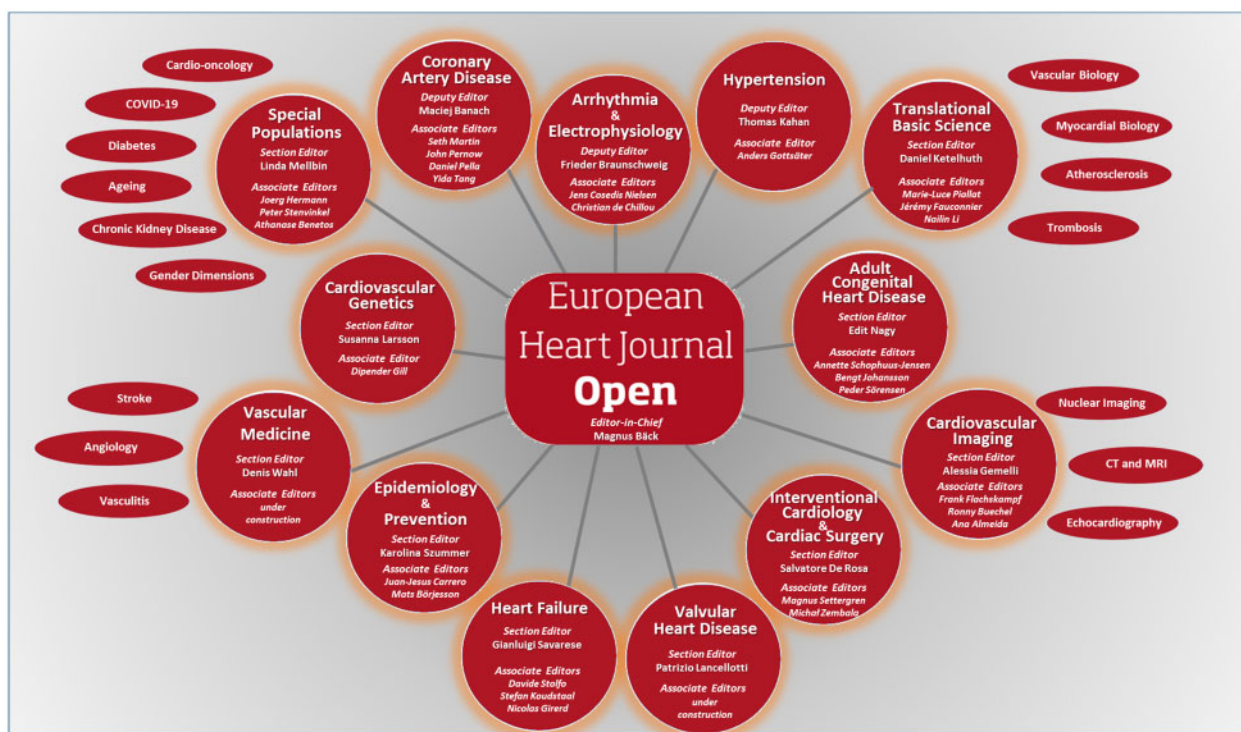 Cardio-oncology
COVID-19
Diabetes
Ageing
Chronic Kidney Disease
Gender Dimensions
Special
Populations
Section Editor
Linda Mellbin
Associate Editors
Joerg Hermann
Peter Stenvinkel
Athanase Benetos
Coronary
Artery Disease
Deputy Editor
Maciej Banach
Associate Editors
Seth Martin
John Pernow
Daniel Pella
Yida Tang
Arrhythmia
&
Electrophysiology
Deputy Editor
Frieder Braunschweig
Associate Editors
Jens Cosedis Nielsen
Christian de Chillou
Hypertension
Deputy Editor
Thomas Kahan
Associate Editor
Anders Gottsäter
Translational
Basic Science
Section Editor
Daniel Ketelhuth
Associate Editors
Marie-Luce Piallat
Jérémy Fauconnier
Nailin Li
Vascular Biology
Myocardial Biology
Atherosclerosis
Trombosis
Cardiovascular
Genetics
Section Editor
Susanna Larsson
Associate Editor
Dipender Gill
European
Heart Journal
Open
Editor-in-Chief
Magnus Bäck
Adult
Congenital
Heart Disease
Section Editor
Edit Nagy
Associate Editors
Annette Schophuus-Jensen
Bengt Johansson
Peder Sörensen
Stroke
Angiology
Vasculitis
Vascular
Medicine
Section Editor
Denis Wahl
Associate Editors
under
construction
Epidemiology
&
Prevention
Section Editor
Karolina Szummer
Associate Editors
Juan-Jesus Carrero
Mats Börjesson
Heart Failure
Section Editor
Gianluigi Savarese
Associate Editors
Davide Stolfo
Stefan Koudstaal
Nicolas Girerd
Valvular
Heart Disease
Section Editor
Patrizio Lancellotti
Associate Editors
under
construction
Interventional
Cardiology
&
Cardiac Surgery
Section Editor
Salvatore De Rosa
Associate Editors
Magnus Settergren
Michał Zembala
Cardiovascular
Imaging
Section Editor
Alessia Gemelli
Associate Editors
Frank Flachskampf
Ronny Buechel
Ana Almeida
Nuclear Imaging
CT and MRI
Echocardiography